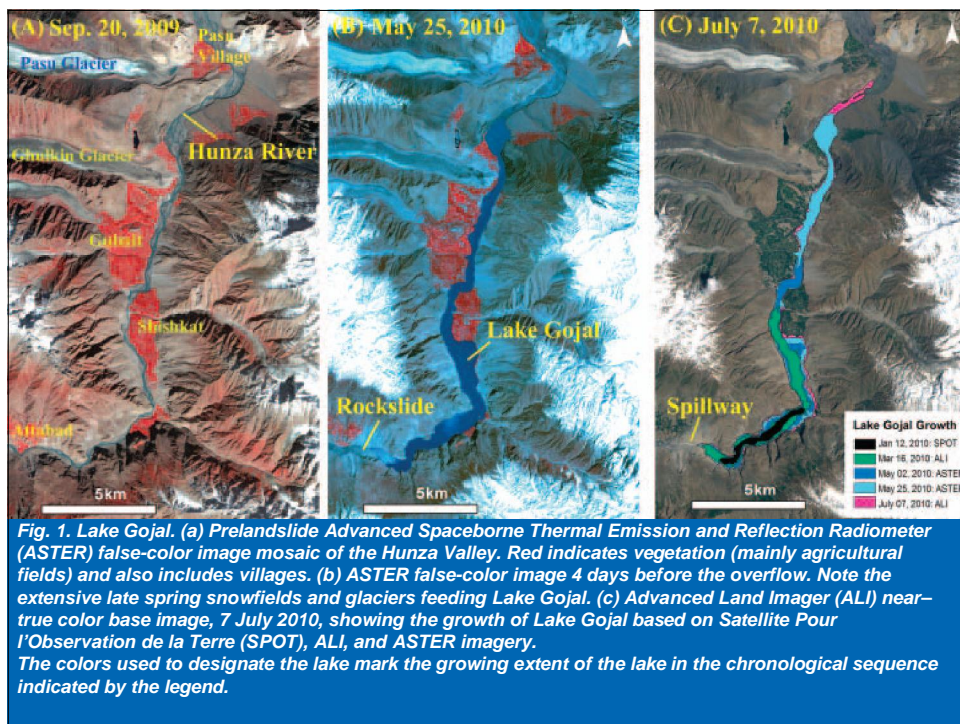 (A) Sep. 20, 2009
Pasu
Village
Pasu Glacier
Hunza River
Ghulkin Glacier
Gulmit
Shishkat
Attabad
5km
(B) May 25, 2010
Lake Gojal
Rockslide
5km
(C) July 7, 2010
Spillway
5km
Lake Gojal Growth
Jan 12, 2010: SPOT
Mar 16, 2010: ALI
May 02, 2010: ASTER
May 25, 2010: ASTER
July 07, 2010: ALI
Fig. 1. Lake Gojal. (a) Prelandslide Advanced Spaceborne Thermal Emission and Reflection Radiometer
(ASTER) false-color image mosaic of the Hunza Valley. Red indicates vegetation (mainly agricultural
fields) and also includes villages. (b) ASTER false-color image 4 days before the overflow. Note the
extensive late spring snowfields and glaciers feeding Lake Gojal. (c) Advanced Land Imager (ALI) near–
true color base image, 7 July 2010, showing the growth of Lake Gojal based on Satellite Pour
l'Observation de la Terre (SPOT), ALI, and ASTER imagery.
The colors used to designate the lake mark the growing extent of the lake in the chronological sequence
indicated by the legend.